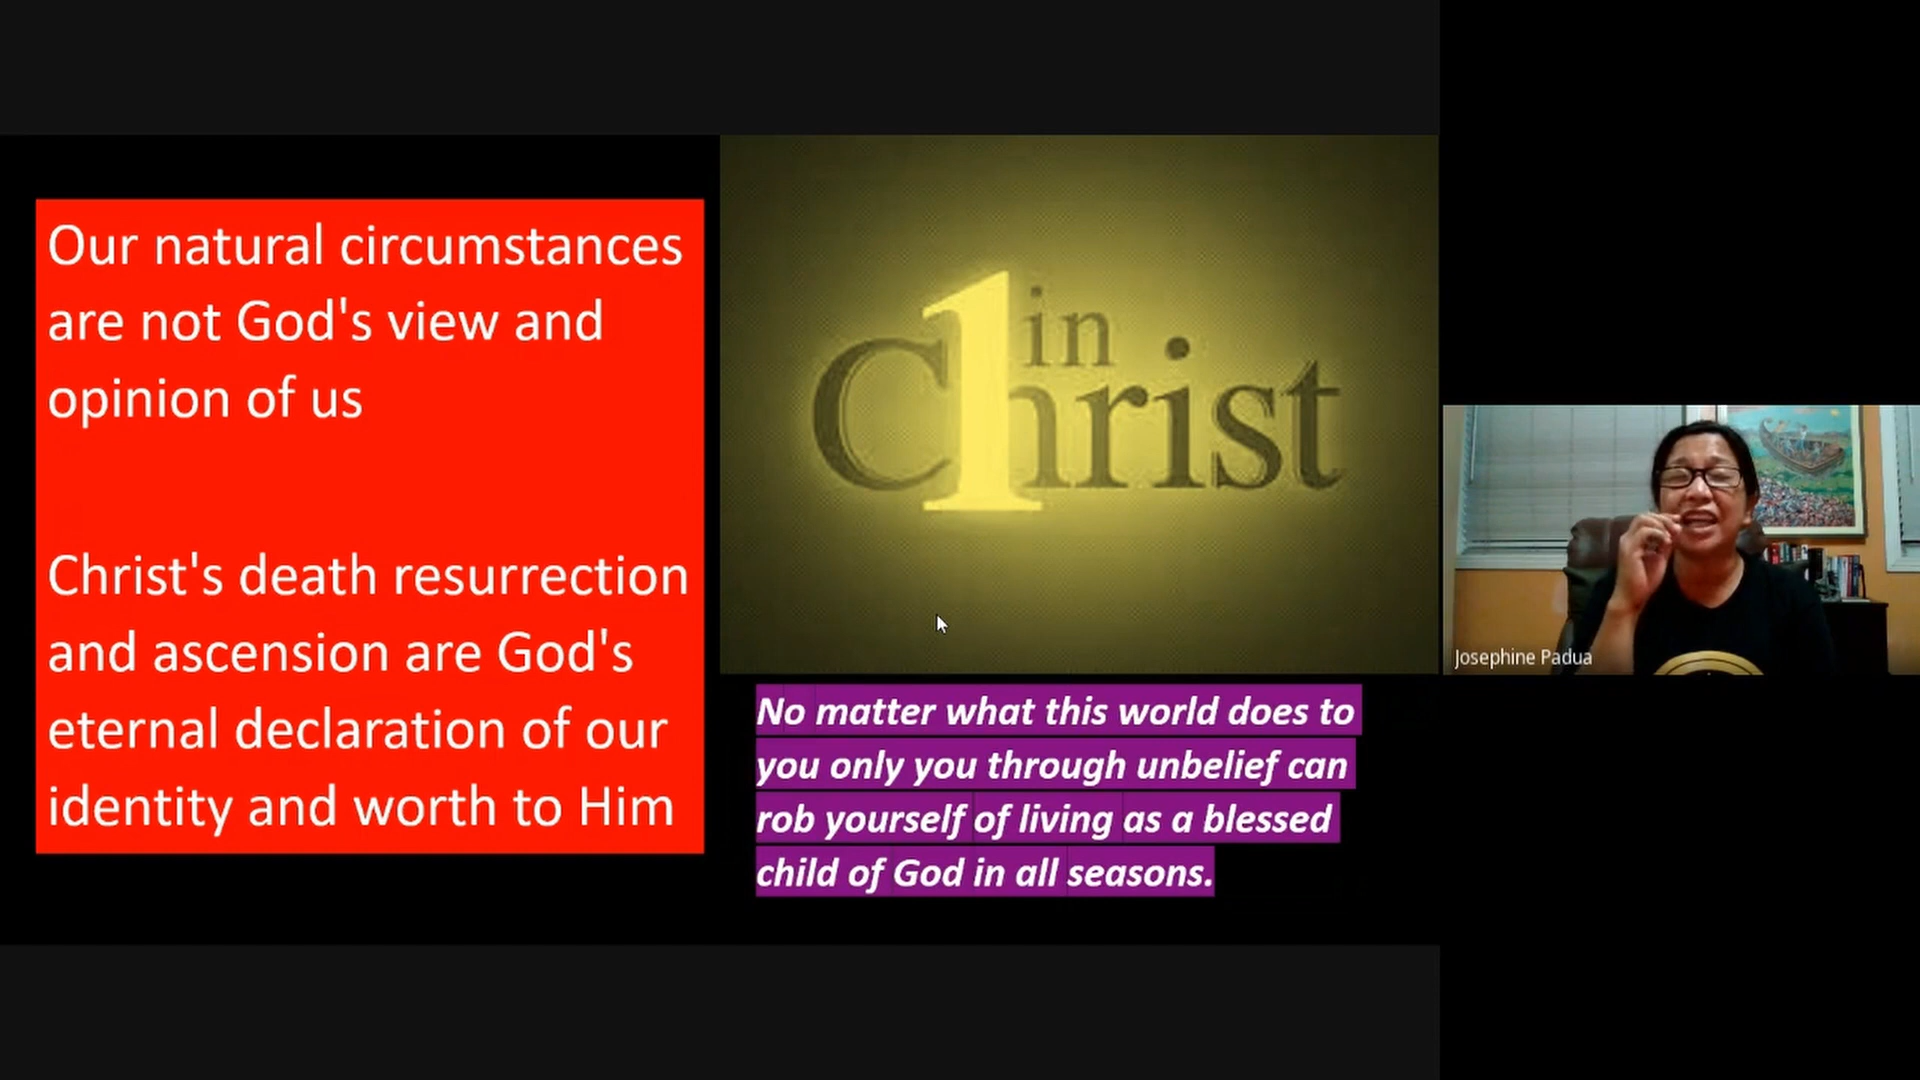 Our natural circumstances
are not God's view and
opinion of us
Christ's death resurrection
and ascension are God's
eternal declaration of our
identity and worth to Him
1 in
Christ
No matter what this world does to
you only you through unbelief can
rob yourself of living as a blessed
child of God in all seasons.
Josephine Padua